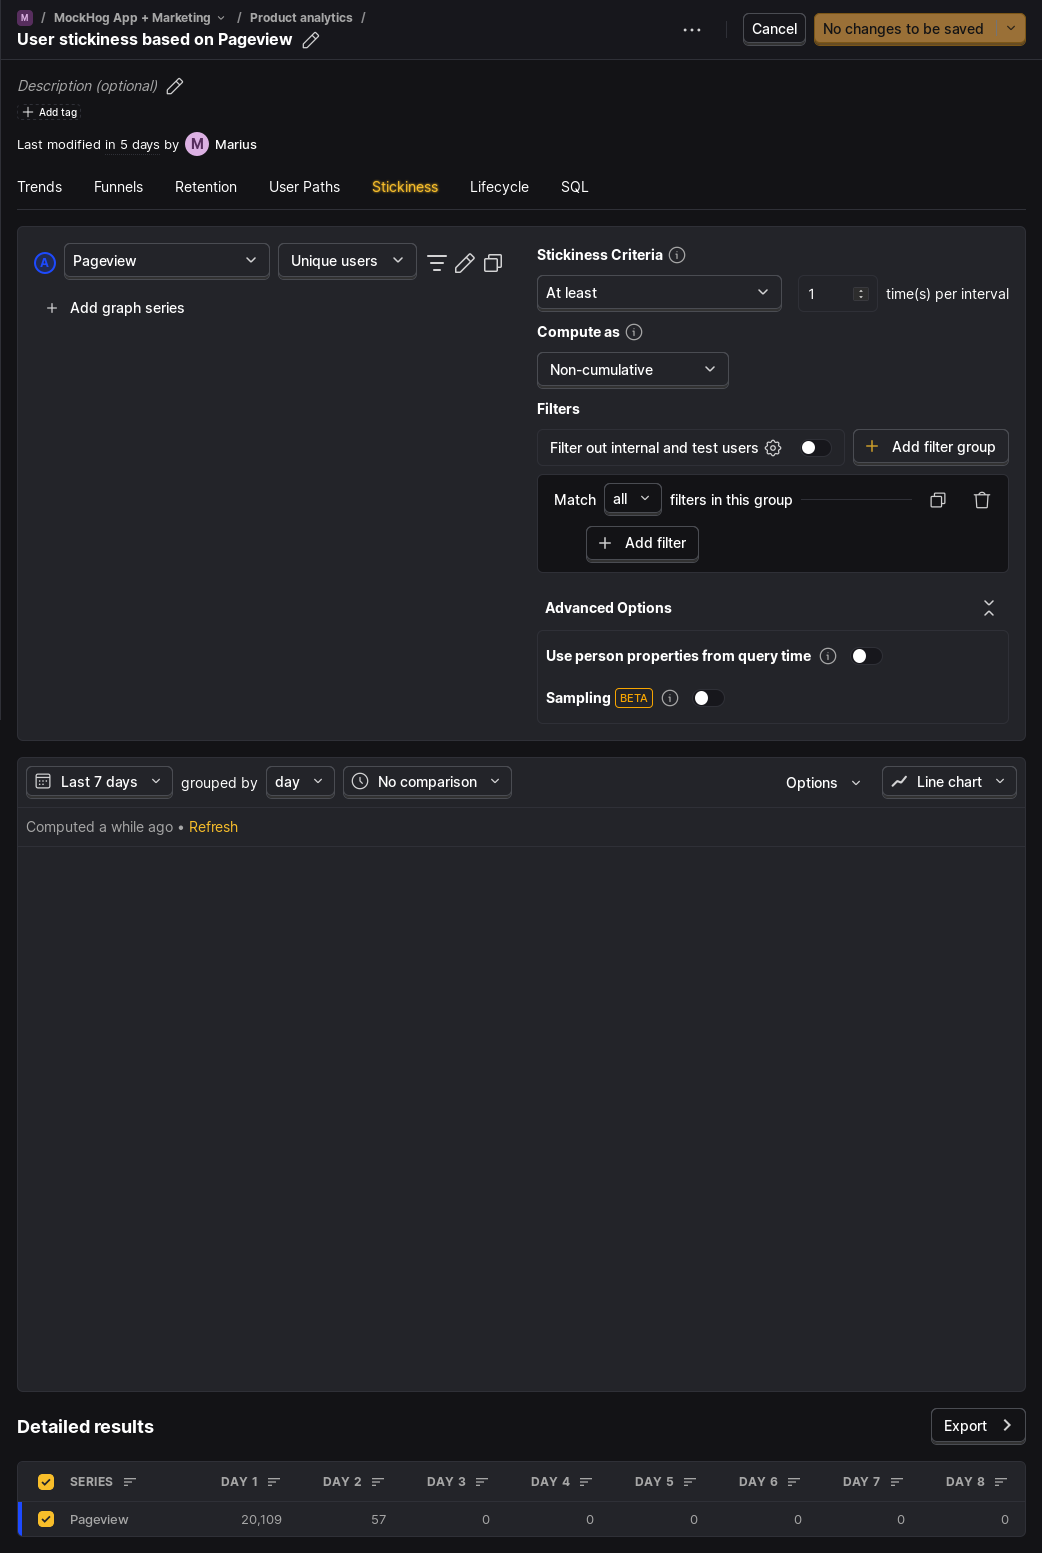 M / MockHog App + Marketing / Product analytics /
User stickiness based on Pageview
Cancel
No changes to be saved
Description (optional)
Add tag
Last modified in 5 days by M Marius
Trends Funnels Retention User Paths Stickiness Lifecycle SQL
A Pageview Unique users
Add graph series
Stickiness Criteria
At least 1 time(s) per interval
Compute as
Non-cumulative
Filters
Filter out internal and test users Add filter group
Match all filters in this group
Add filter
Advanced Options
Use person properties from query time
Sampling BETA
Last 7 days grouped by day No comparison Options Line chart
Computed a while ago • Refresh
Detailed results Export
SERIES DAY 1 DAY 2 DAY 3 DAY 4 DAY 5 DAY 6 DAY 7 DAY 8
Pageview 20,109 57 0 0 0 0 0 0